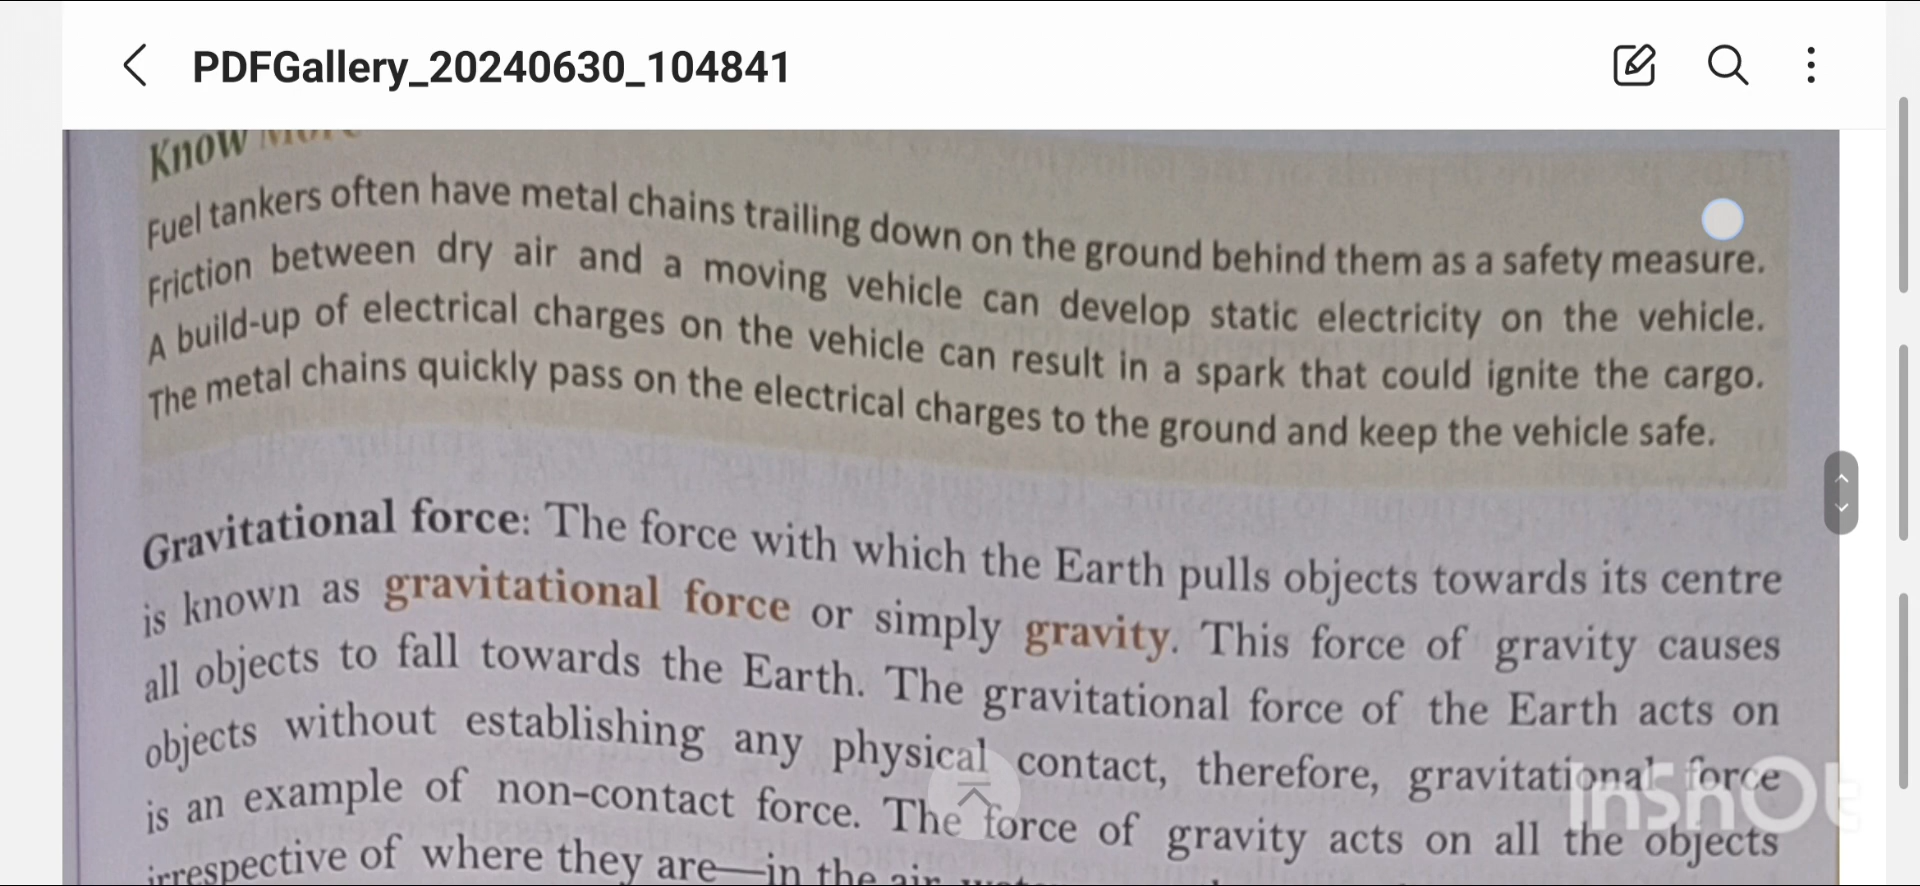 PDFGallery_20240630_104841
Know More
Fuel tankers often have metal chains trailing down on the ground behind them as a safety measure.
Friction between dry air and a moving vehicle can develop static electricity on the vehicle.
A build-up of electrical charges on the vehicle can result in a spark that could ignite the cargo.
The metal chains quickly pass on the electrical charges to the ground and keep the vehicle safe.
Gravitational force: The force with which the Earth pulls objects towards its centre
is known as gravitational force or simply gravity. This force of gravity causes
all objects to fall towards the Earth. The gravitational force of the Earth acts on
objects without establishing any physical contact, therefore, gravitational force
is an example of non-contact force. The force of gravity acts on all the objects
irrespective of where they are—in the air
InShOt